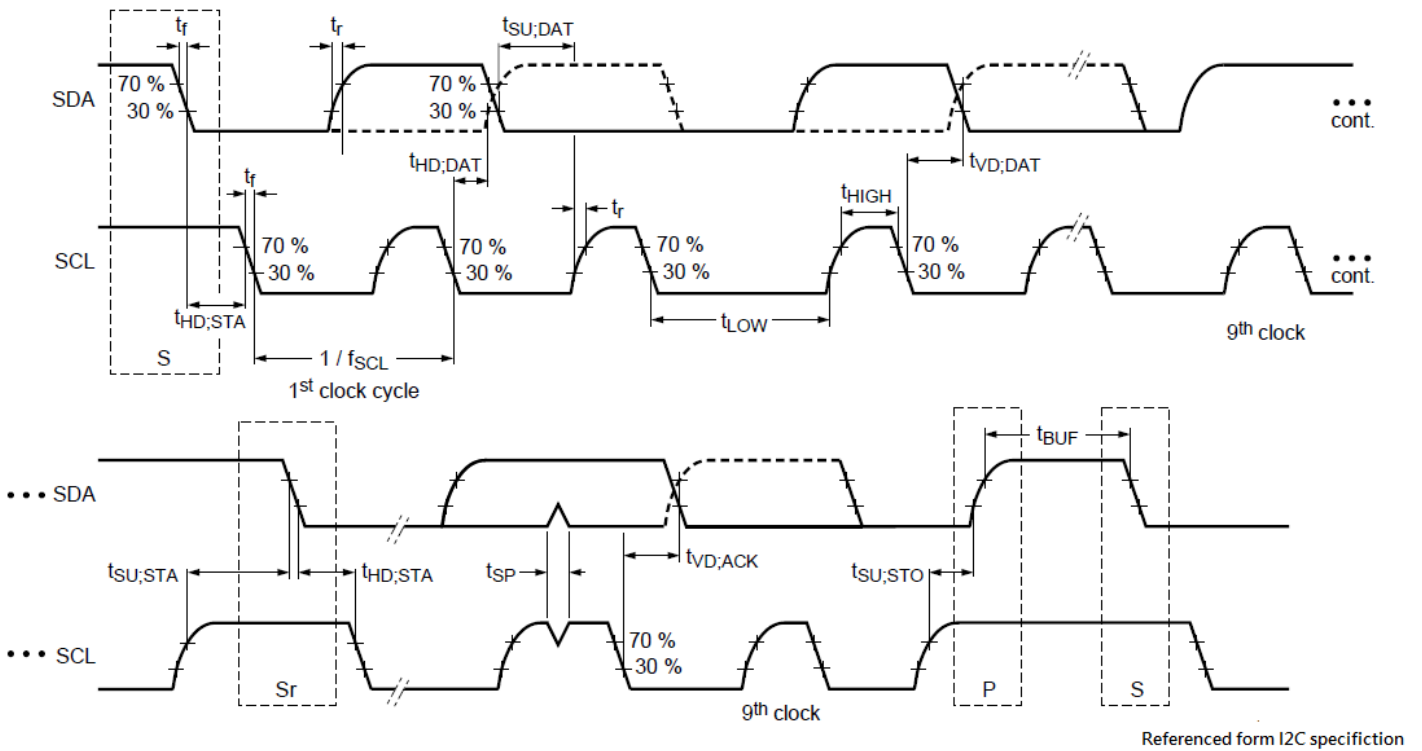 tf tr tSU;DAT
70 % 70 %
SDA
30 % 30 %
cont.
tHD;DAT tVD;DAT
tf tr tHIGH
70 % 70 % 70 % 70 %
SCL
30 % 30 % 30 % 30 %
cont.
tHD;STA tLOW
9th clock
S 1 / fSCL
1st clock cycle
tBUF
••• SDA
tSU;STA tHD;STA tSP tVD;ACK tSU;STO
70 %
••• SCL
30 %
Sr P S
9th clock
Referenced form I2C specifiction